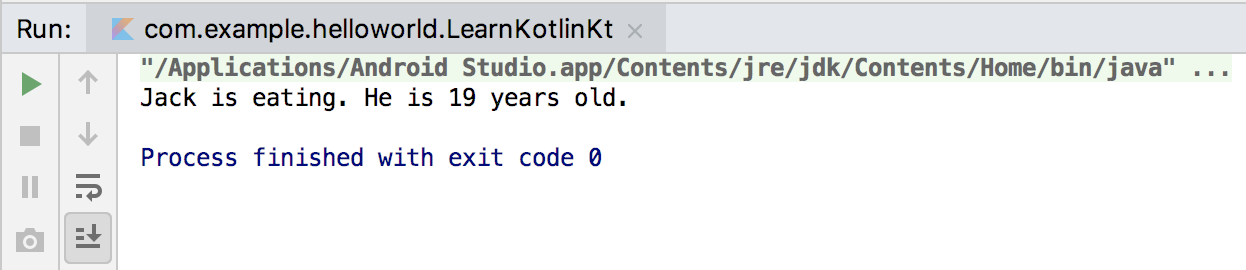 Run: com.example.helloworld.LearnKotlinKt
"/Applications/Android Studio.app/Contents/jre/jdk/Contents/Home/bin/java" ...
Jack is eating. He is 19 years old.
Process finished with exit code 0